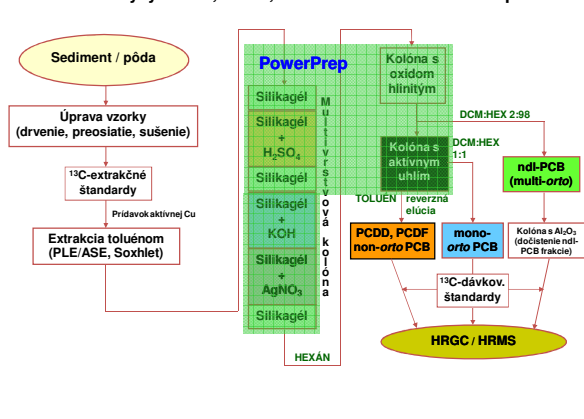 Sediment / pôda
Úprava vzorky
(drvenie, preosiatie, sušenie)
¹³C-extrakčné
štandardy
Prídavok aktívnej Cu
Extrakcia toluénom
(PLE/ASE, Soxhlet)
PowerPrep
Silikagél
Silikagél
+
H₂SO₄
Silikagél
Silikagél
+
KOH
Silikagél
+
AgNO₃
Silikagél
Multivrstvová kolóna
HEXÁN
Kolóna s
oxidom
hlinitým
DCM:HEX 2:98
Kolóna s
aktívnym
uhlím
DCM:HEX
1:1
TOLUÉN
reverzná
elúcia
ndl-PCB
(multi-orto)
PCDD, PCDF
non-orto PCB
mono-
orto PCB
Kolóna s Al₂O₃
(dočistenie ndl-
PCB frakcie)
¹³C-dávkov.
štandardy
HRGC / HRMS